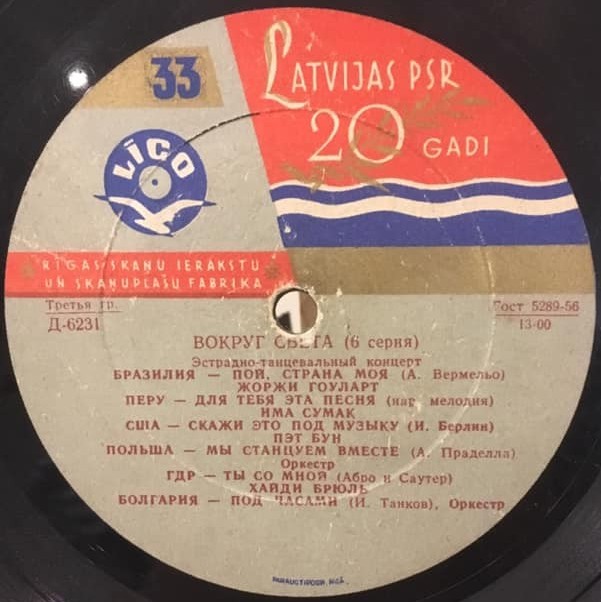 33
LATVIJAS PSR
20 GADI
LĪGO
RĪGAS SKAŅU IERAKSTU
UN SKAŅUPLAŠU FABRIKA
Третья гр.
Д-6231
Гост 5289-56
13-00
ВОКРУГ СВЕТА (6 серия)
Эстрадно-танцевальный концерт
БРАЗИЛИЯ — ПОЙ, СТРАНА МОЯ (А. Вермельо)
ЖОРЖИ ГОУЛАРТ
ПЕРУ — ДЛЯ ТЕБЯ ЭТА ПЕСНЯ (нар. мелодия)
ИМА СУМАК
США — СКАЖИ ЭТО ПОД МУЗЫКУ (И. Берлин)
ПЭТ БУН
ПОЛЬША — МЫ СТАНЦУЕМ ВМЕСТЕ (А. Праделла)
Оркестр
ГДР — ТЫ СО МНОЙ (Абро и Саутер)
ХАЙДИ БРЮЛЬ
БОЛГАРИЯ — ПОД ЧАСАМИ (И. Танков), Оркестр